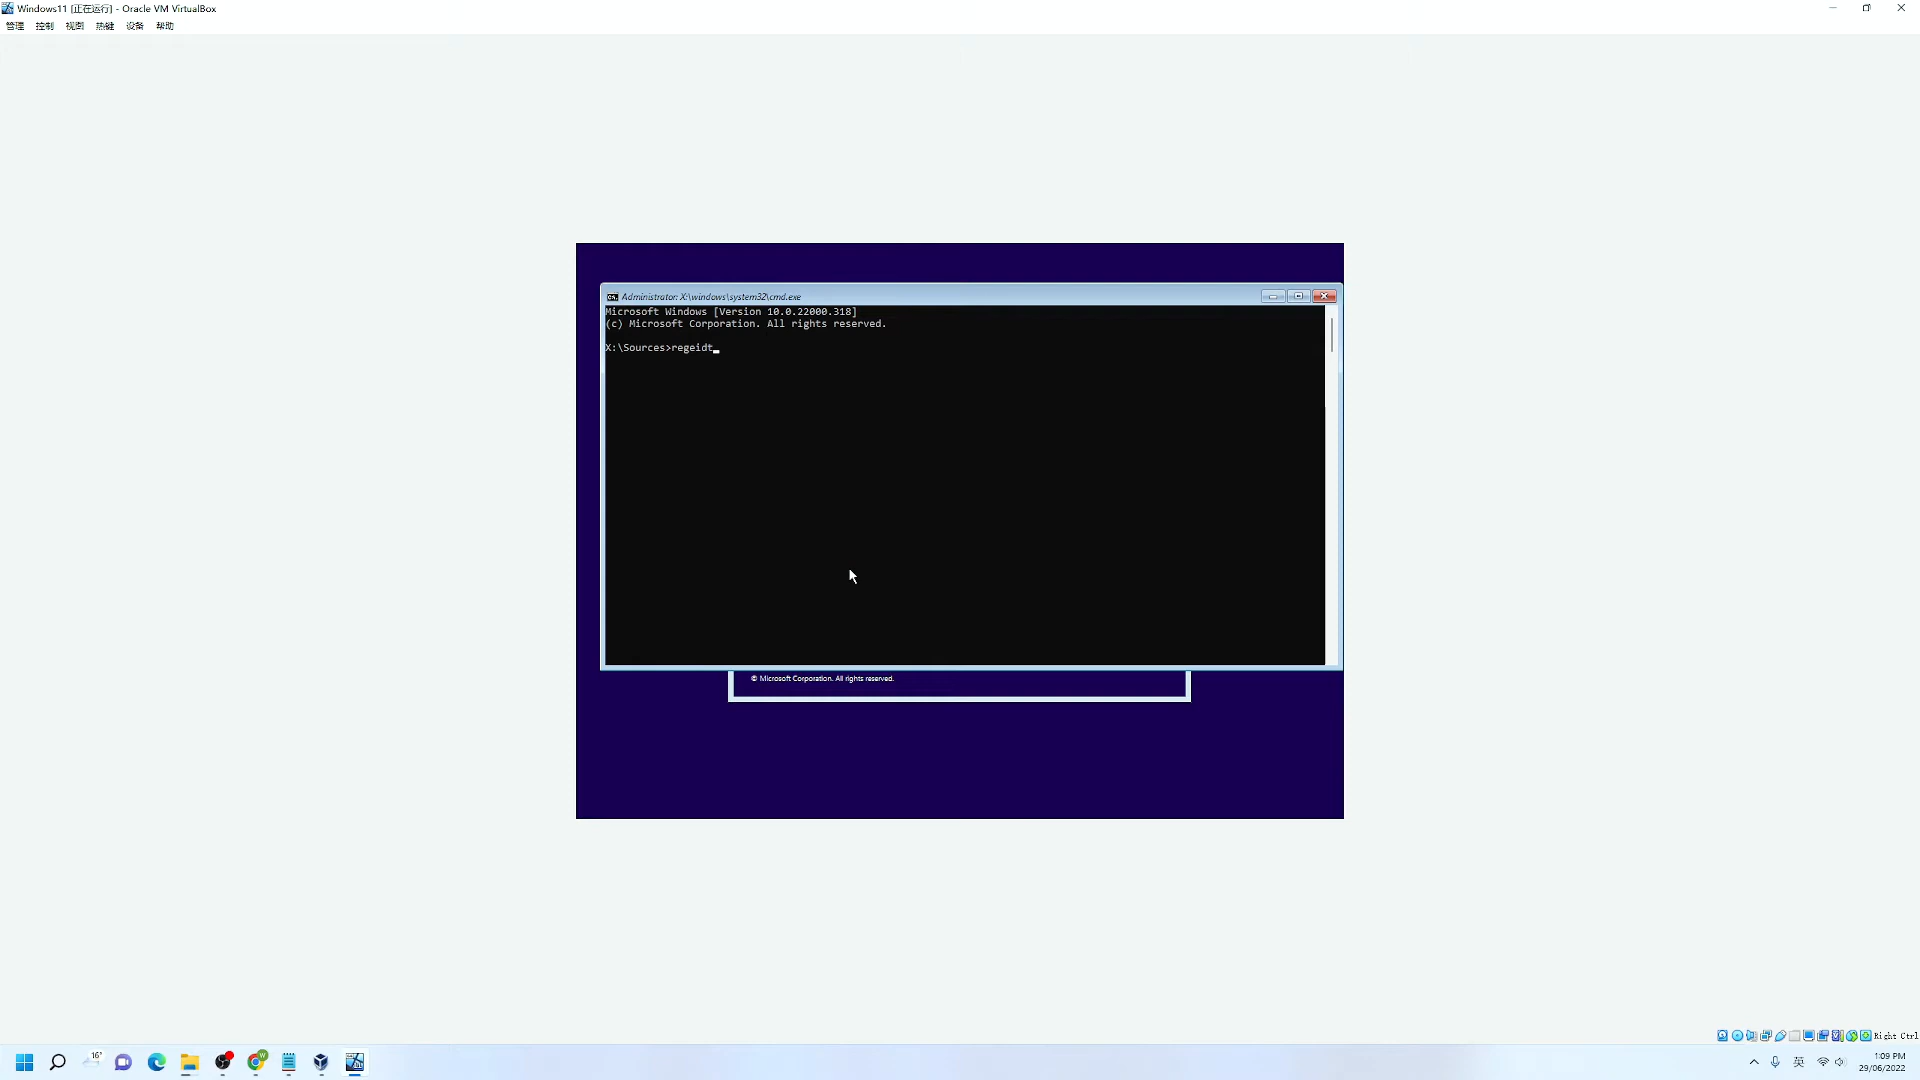 Windows11 [正在运行] - Oracle VM VirtualBox
管理 控制 视图 热键 设备 帮助
Administrator: X:\windows\system32\cmd.exe
Microsoft Windows [Version 10.0.22000.318]
(c) Microsoft Corporation. All rights reserved.
X:\Sources>regeidt_
© Microsoft Corporation. All rights reserved.
Right Ctrl
16°
英
1:09 PM
29/06/2022